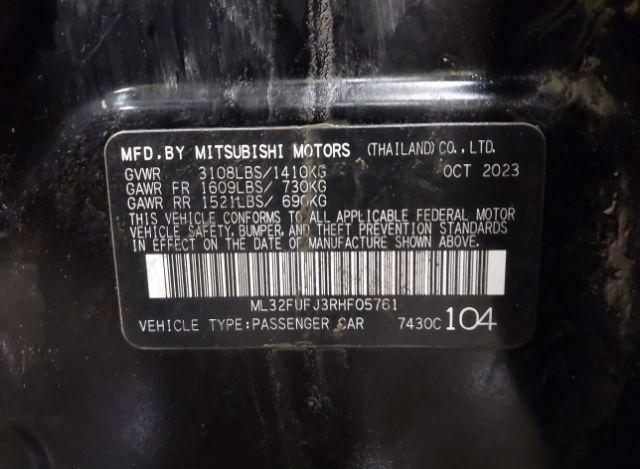 MFD.BY MITSUBISHI MOTORS (THAILAND)CO.,LTD.
GVWR 3108LBS/1410KG OCT 2023
GAWR FR 1609LBS/ 730KG
GAWR RR 1521LBS/ 690KG
THIS VEHICLE CONFORMS TO ALL APPLICABLE FEDERAL MOTOR
VEHICLE SAFETY, BUMPER, AND THEFT PREVENTION STANDARDS
IN EFFECT ON THE DATE OF MANUFACTURE SHOWN ABOVE.
ML32FUFJ3RHF05761
VEHICLE TYPE:PASSENGER CAR 7430C 104